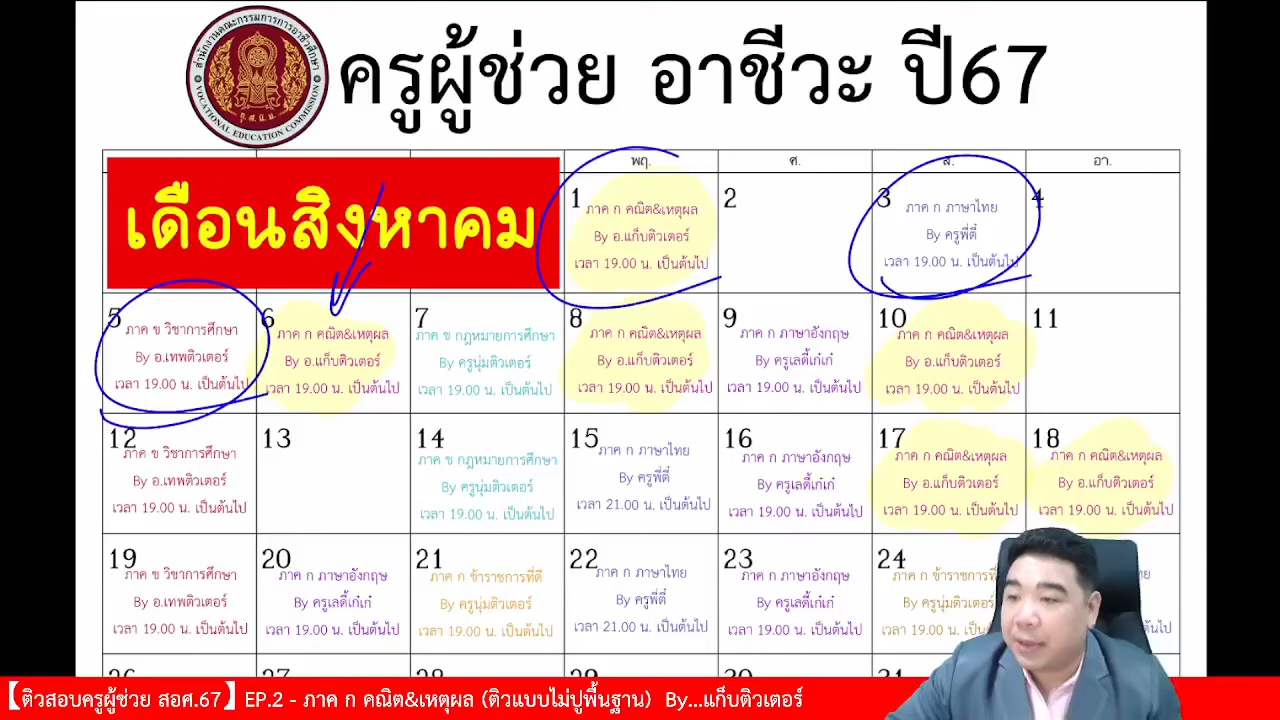 สำนักงานคณะกรรมการการอาชีวศึกษา
VOCATIONAL EDUCATION COMMISSION
ครูผู้ช่วย อาชีวะ ปี67
เดือนสิงหาคม
พฤ. ศ. ส. อา.
1
ภาค ก คณิต&เหตุผล
By อ.แก็บติวเตอร์
เวลา 19.00 น. เป็นต้นไป
2
3
ภาค ก ภาษาไทย
By ครูพี่ตี๋
เวลา 19.00 น. เป็นต้นไป
4
5
ภาค ข วิชาการศึกษา
By อ.เทพติวเตอร์
เวลา 19.00 น. เป็นต้นไป
6
ภาค ก คณิต&เหตุผล
By อ.แก็บติวเตอร์
เวลา 19.00 น. เป็นต้นไป
7
ภาค ข กฎหมายการศึกษา
By ครูนุ่มติวเตอร์
เวลา 19.00 น. เป็นต้นไป
8
ภาค ก คณิต&เหตุผล
By อ.แก็บติวเตอร์
เวลา 19.00 น. เป็นต้นไป
9
ภาค ก ภาษาอังกฤษ
By ครูเลดี้เก๋เก๋
เวลา 19.00 น. เป็นต้นไป
10
ภาค ก คณิต&เหตุผล
By อ.แก็บติวเตอร์
เวลา 19.00 น. เป็นต้นไป
11
12
ภาค ข วิชาการศึกษา
By อ.เทพติวเตอร์
เวลา 19.00 น. เป็นต้นไป
13
14
ภาค ข กฎหมายการศึกษา
By ครูนุ่มติวเตอร์
เวลา 19.00 น. เป็นต้นไป
15
ภาค ก ภาษาไทย
By ครูพี่ตี๋
เวลา 21.00 น. เป็นต้นไป
16
ภาค ก ภาษาอังกฤษ
By ครูเลดี้เก๋เก๋
เวลา 19.00 น. เป็นต้นไป
17
ภาค ก คณิต&เหตุผล
By อ.แก็บติวเตอร์
เวลา 19.00 น. เป็นต้นไป
18
ภาค ก คณิต&เหตุผล
By อ.แก็บติวเตอร์
เวลา 19.00 น. เป็นต้นไป
19
ภาค ข วิชาการศึกษา
By อ.เทพติวเตอร์
เวลา 19.00 น. เป็นต้นไป
20
ภาค ก ภาษาอังกฤษ
By ครูเลดี้เก๋เก๋
เวลา 19.00 น. เป็นต้นไป
21
ภาค ก ข้าราชการที่ดี
By ครูนุ่มติวเตอร์
เวลา 19.00 น. เป็นต้นไป
22
ภาค ก ภาษาไทย
By ครูพี่ตี๋
เวลา 21.00 น. เป็นต้นไป
23
ภาค ก ภาษาอังกฤษ
By ครูเลดี้เก๋เก๋
เวลา 19.00 น. เป็นต้นไป
24
ภาค ก ข้าราชการที่
By ครูนุ่มติวเตอร์
เวลา 19.00 น.
【ติวสอบครูผู้ช่วย สอศ.67】 EP.2 - ภาค ก คณิต&เหตุผล (ติวแบบไม่ปูพื้นฐาน) By...แก็บติวเตอร์